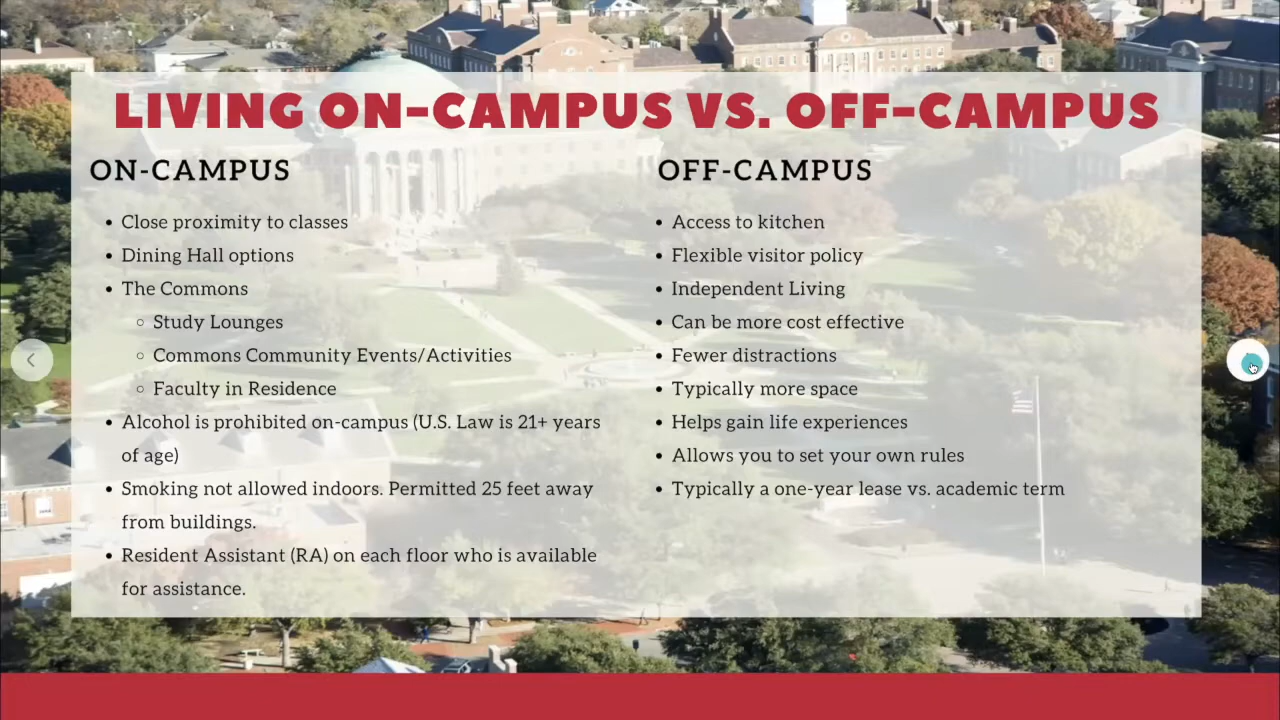 LIVING ON-CAMPUS VS. OFF-CAMPUS
ON-CAMPUS
• Close proximity to classes
• Dining Hall options
• The Commons
◦ Study Lounges
◦ Commons Community Events/Activities
◦ Faculty in Residence
• Alcohol is prohibited on-campus (U.S. Law is 21+ years
of age)
• Smoking not allowed indoors. Permitted 25 feet away
from buildings.
• Resident Assistant (RA) on each floor who is available
for assistance.
OFF-CAMPUS
• Access to kitchen
• Flexible visitor policy
• Independent Living
• Can be more cost effective
• Fewer distractions
• Typically more space
• Helps gain life experiences
• Allows you to set your own rules
• Typically a one-year lease vs. academic term